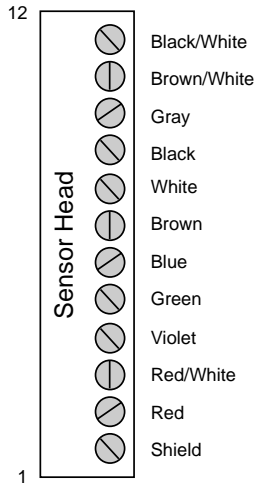 12
Black/White
Brown/White
Gray
Black
White
Brown
Blue
Green
Violet
Red/White
Red
Shield
1
Sensor Head